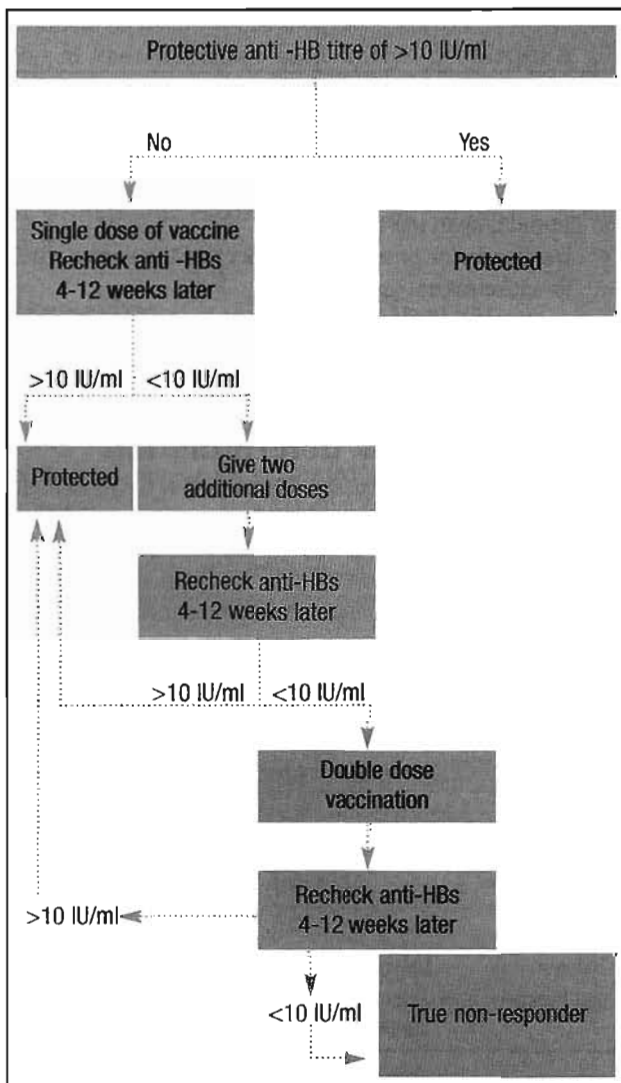 Protective anti -HB titre of >10 IU/ml
No
Yes
Single dose of vaccine
Recheck anti -HBs
4-12 weeks later
Protected
>10 IU/ml
<10 IU/ml
Protected
Give two
additional doses
Recheck anti-HBs
4-12 weeks later
>10 IU/ml
<10 IU/ml
Double dose
vaccination
Recheck anti-HBs
4-12 weeks later
>10 IU/ml
<10 IU/ml
True non-responder